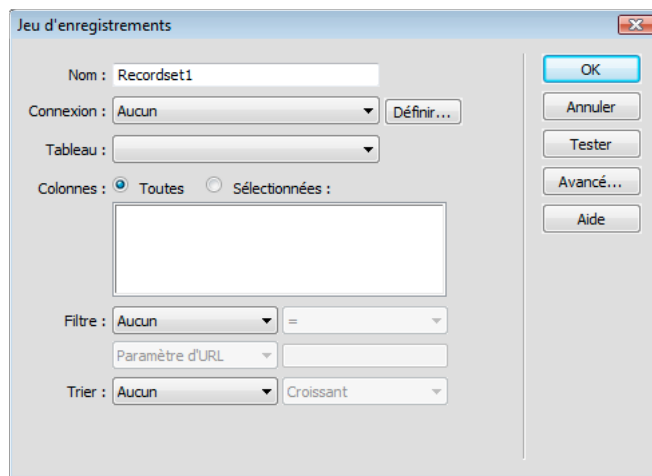 Jeu d'enregistrements
Nom : Recordset1
Connexion : Aucun Définir...
Tableau :
Colonnes : Toutes Sélectionnées :
Filtre : Aucun =
Paramètre d'URL
Trier : Aucun Croissant
OK
Annuler
Tester
Avancé...
Aide